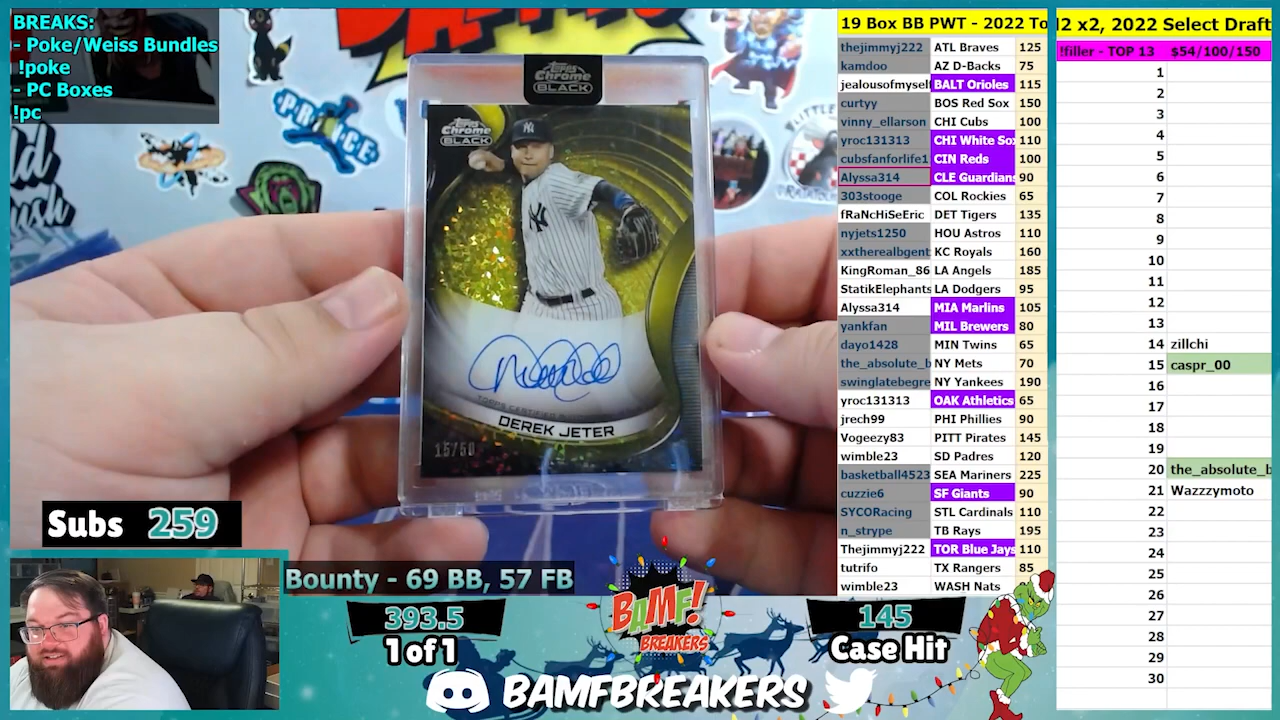 BREAKS:
- Poke/Weiss Bundles
!poke
- PC Boxes
!pc
PRINCE
LITTLE
Topps
Chrome
BLACK
Topps
Chrome
BLACK
DEREK JETER
15/50
Subs 259
Bounty - 69 BB, 57 FB
393.5
1 of 1
BAMF!
BREAKERS
145
Case Hit
BAMFBREAKERS
19 Box BB PWT - 2022 To
thejimmyj222 ATL Braves 125
kamdoo AZ D-Backs 75
jealousofmysel BALT Orioles 115
curtyy BOS Red Sox 150
vinny_ellarson CHI Cubs 100
yroc131313 CHI White Sox 110
cubsfanforlife1 CIN Reds 100
Alyssa314 CLE Guardians 90
303stooge COL Rockies 65
fRaNcHiSeEric DET Tigers 135
nyjets1250 HOU Astros 110
xxtherealbgent KC Royals 160
KingRoman_86 LA Angels 185
StatikElephants LA Dodgers 95
Alyssa314 MIA Marlins 105
yankfan MIL Brewers 80
dayo1428 MIN Twins 65
the_absolute_b NY Mets 70
swinglatebegre NY Yankees 190
yroc131313 OAK Athletics 65
jrech99 PHI Phillies 90
Vogeezy83 PITT Pirates 145
wimble23 SD Padres 120
basketball4523 SEA Mariners 225
cuzzie6 SF Giants 90
SYCORacing STL Cardinals 110
n_strype TB Rays 195
Thejimmyj222 TOR Blue Jays 110
tutrifo TX Rangers 85
wimble23 WASH Nats
2 x2, 2022 Select Draft
!filler - TOP 13 $54/100/150
1
2
3
4
5
6
7
8
9
10
11
12
13
14 zillchi
15 caspr_00
16
17
18
19
20 the_absolute_b
21 Wazzzymoto
22
23
24
25
26
27
28
29
30